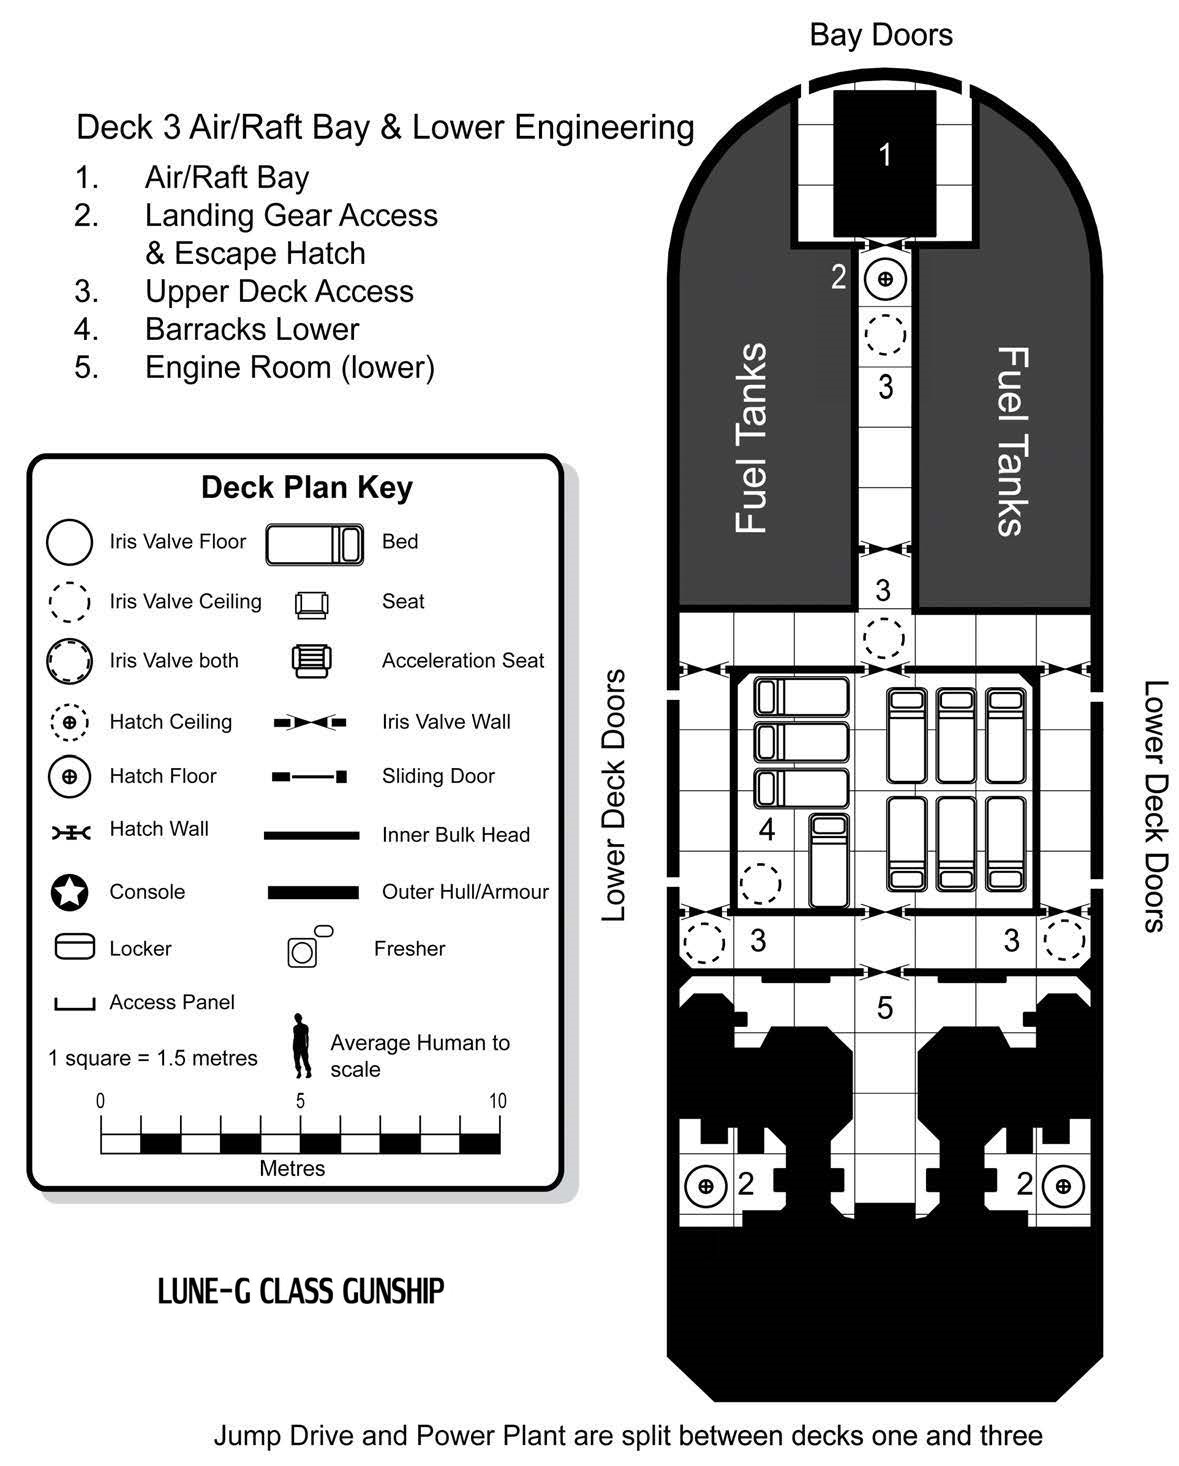 Bay Doors
Deck 3 Air/Raft Bay & Lower Engineering
1. Air/Raft Bay
2. Landing Gear Access
& Escape Hatch
3. Upper Deck Access
4. Barracks Lower
5. Engine Room (lower)
1
2
3
Fuel Tanks
Fuel Tanks
3
Lower Deck Doors
Lower Deck Doors
4
3
3
5
2
2
Deck Plan Key
Iris Valve Floor
Bed
Iris Valve Ceiling
Seat
Iris Valve both
Acceleration Seat
Hatch Ceiling
Iris Valve Wall
Hatch Floor
Sliding Door
Hatch Wall
Inner Bulk Head
Console
Outer Hull/Armour
Locker
Fresher
Access Panel
1 square = 1.5 metres
Average Human to
scale
0 5 10
Metres
LUNE-G CLASS GUNSHIP
Jump Drive and Power Plant are split between decks one and three